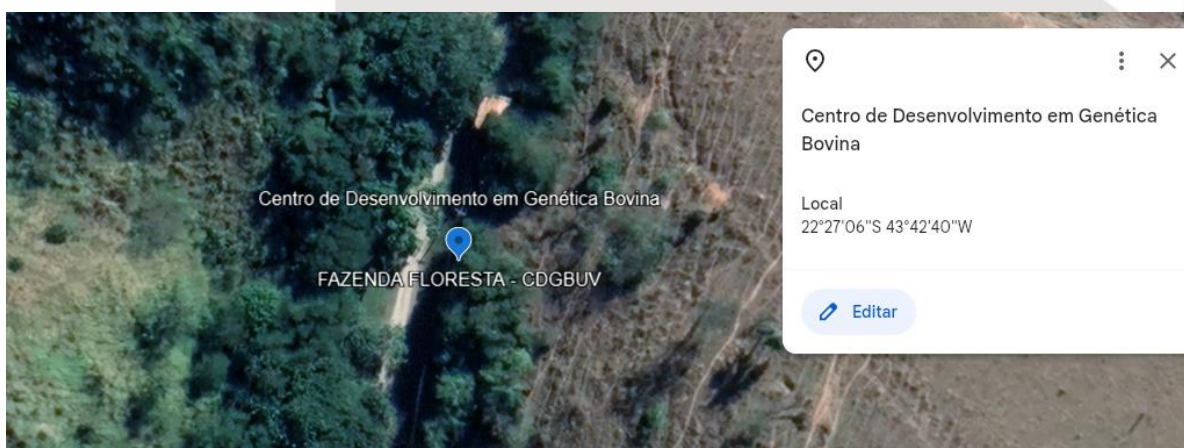 Centro de Desenvolvimento em Genética Bovina
FAZENDA FLORESTA - CDGBUV
Centro de Desenvolvimento em Genética
Bovina
Local
22°27'06"S 43°42'40"W
Editar